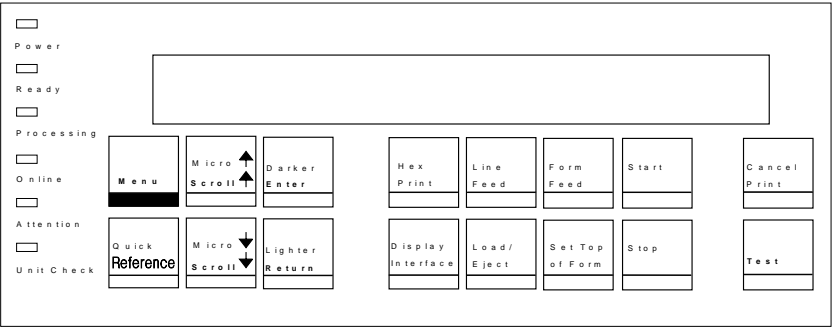 Power
Ready
Processing
Online
Attention
Unit Check
Menu
Micro
Scroll
Darker
Enter
Hex
Print
Line
Feed
Form
Feed
Start
Cancel
Print
Quick
Reference
Micro
Scroll
Lighter
Return
Display
Interface
Load/
Eject
Set Top
of Form
Stop
Test